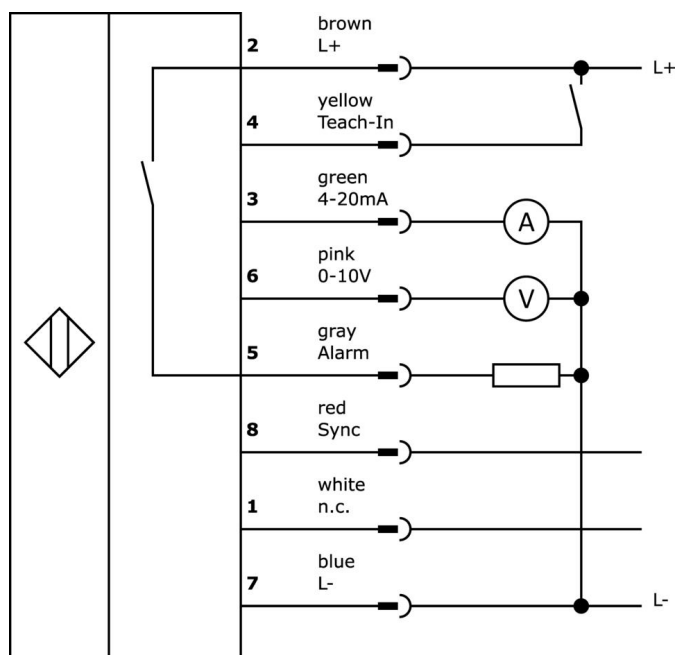 brown
2 L+
L+
yellow
4 Teach-In
green
3 4-20mA
A
pink
6 0-10V
V
gray
5 Alarm
red
8 Sync
white
1 n.c.
blue
7 L-
L-